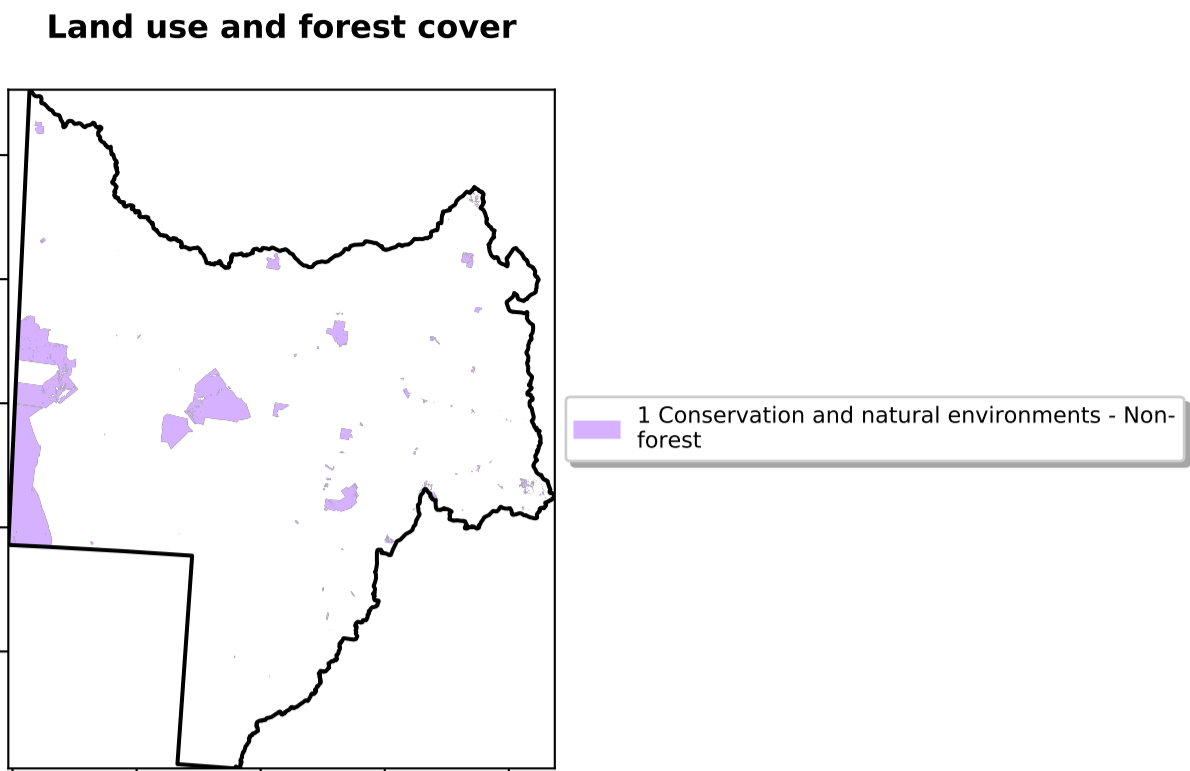 Land use and forest cover
1 Conservation and natural environments - Non-
forest